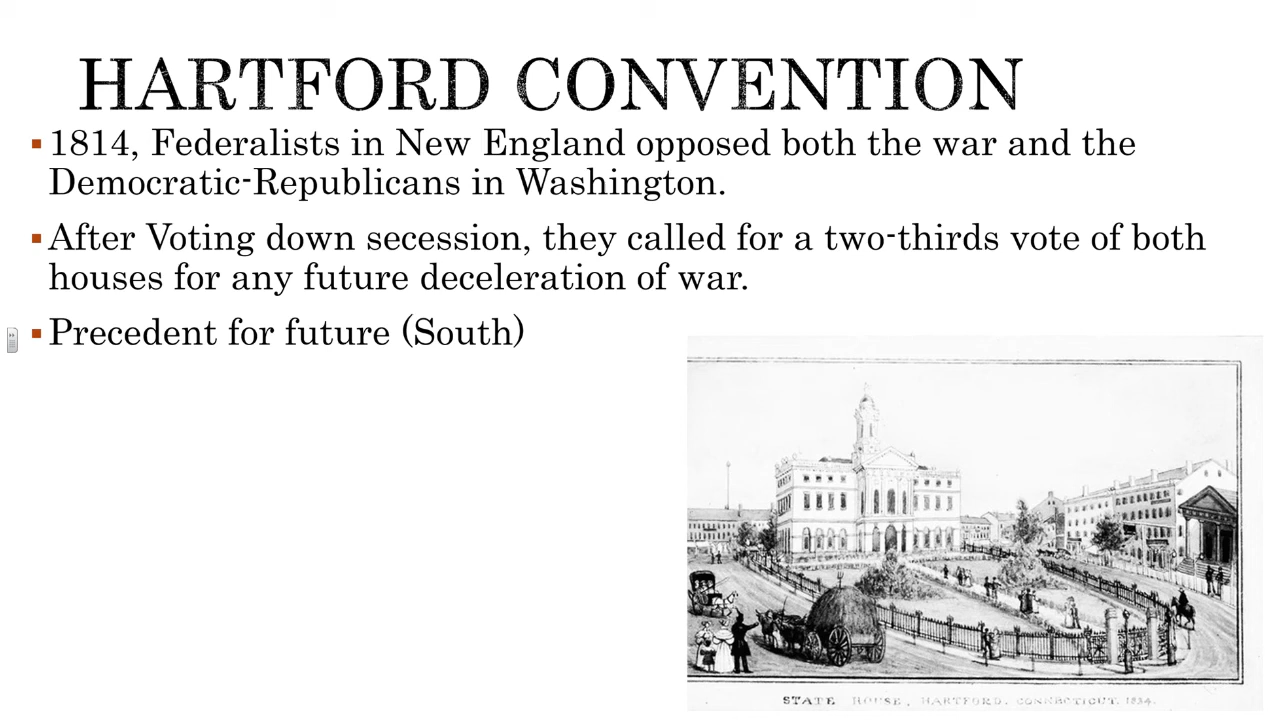 HARTFORD CONVENTION
1814, Federalists in New England opposed both the war and the
Democratic-Republicans in Washington.
After Voting down secession, they called for a two-thirds vote of both
houses for any future deceleration of war.
Precedent for future (South)
STATE HOUSE, HARTFORD, CONNECTICUT. 1834.